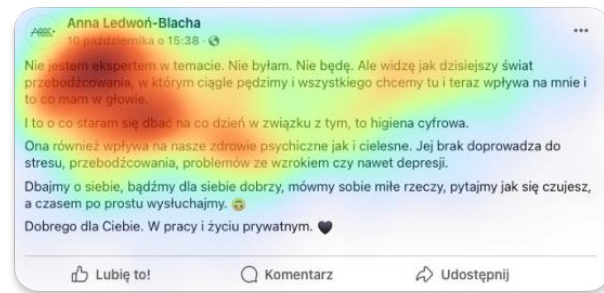 Anna Ledwoń-Blacha
10 października o 15:38 ·
Nie jestem ekspertem w temacie. Nie byłam. Nie będę. Ale widzę jak dzisiejszy świat
przebodźcowania, w którym ciągle pędzimy i wszystkiego chcemy tu i teraz wpływa na mnie i
to co mam w głowie.
I to o co staram się dbać na co dzień w związku z tym, to higiena cyfrowa.
Ona również wpływa na nasze zdrowie psychiczne jak i cielesne. Jej brak doprowadza do
stresu, przebodźcowania, problemów ze wzrokiem czy nawet depresji.
Dbajmy o siebie, bądźmy dla siebie dobrzy, mówmy sobie miłe rzeczy, pytajmy jak się czujesz,
a czasem po prostu wysłuchajmy. 🙃
Dobrego dla Ciebie. W pracy i życiu prywatnym. 🖤
Lubię to! Komentarz Udostępnij